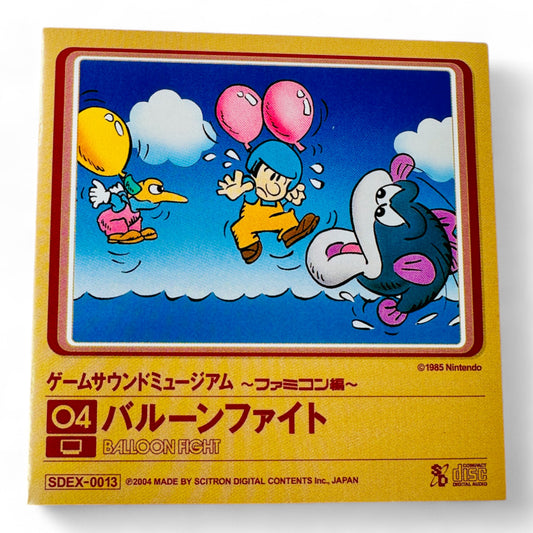 ©1985 Nintendo
ゲームサウンドミュージアム 〜ファミコン編〜
04 バルーンファイト
BALLOON FIGHT
SDEX-0013 ℗2004 MADE BY SCITRON DIGITAL CONTENTS Inc., JAPAN
COMPACT
disc
DIGITAL AUDIO